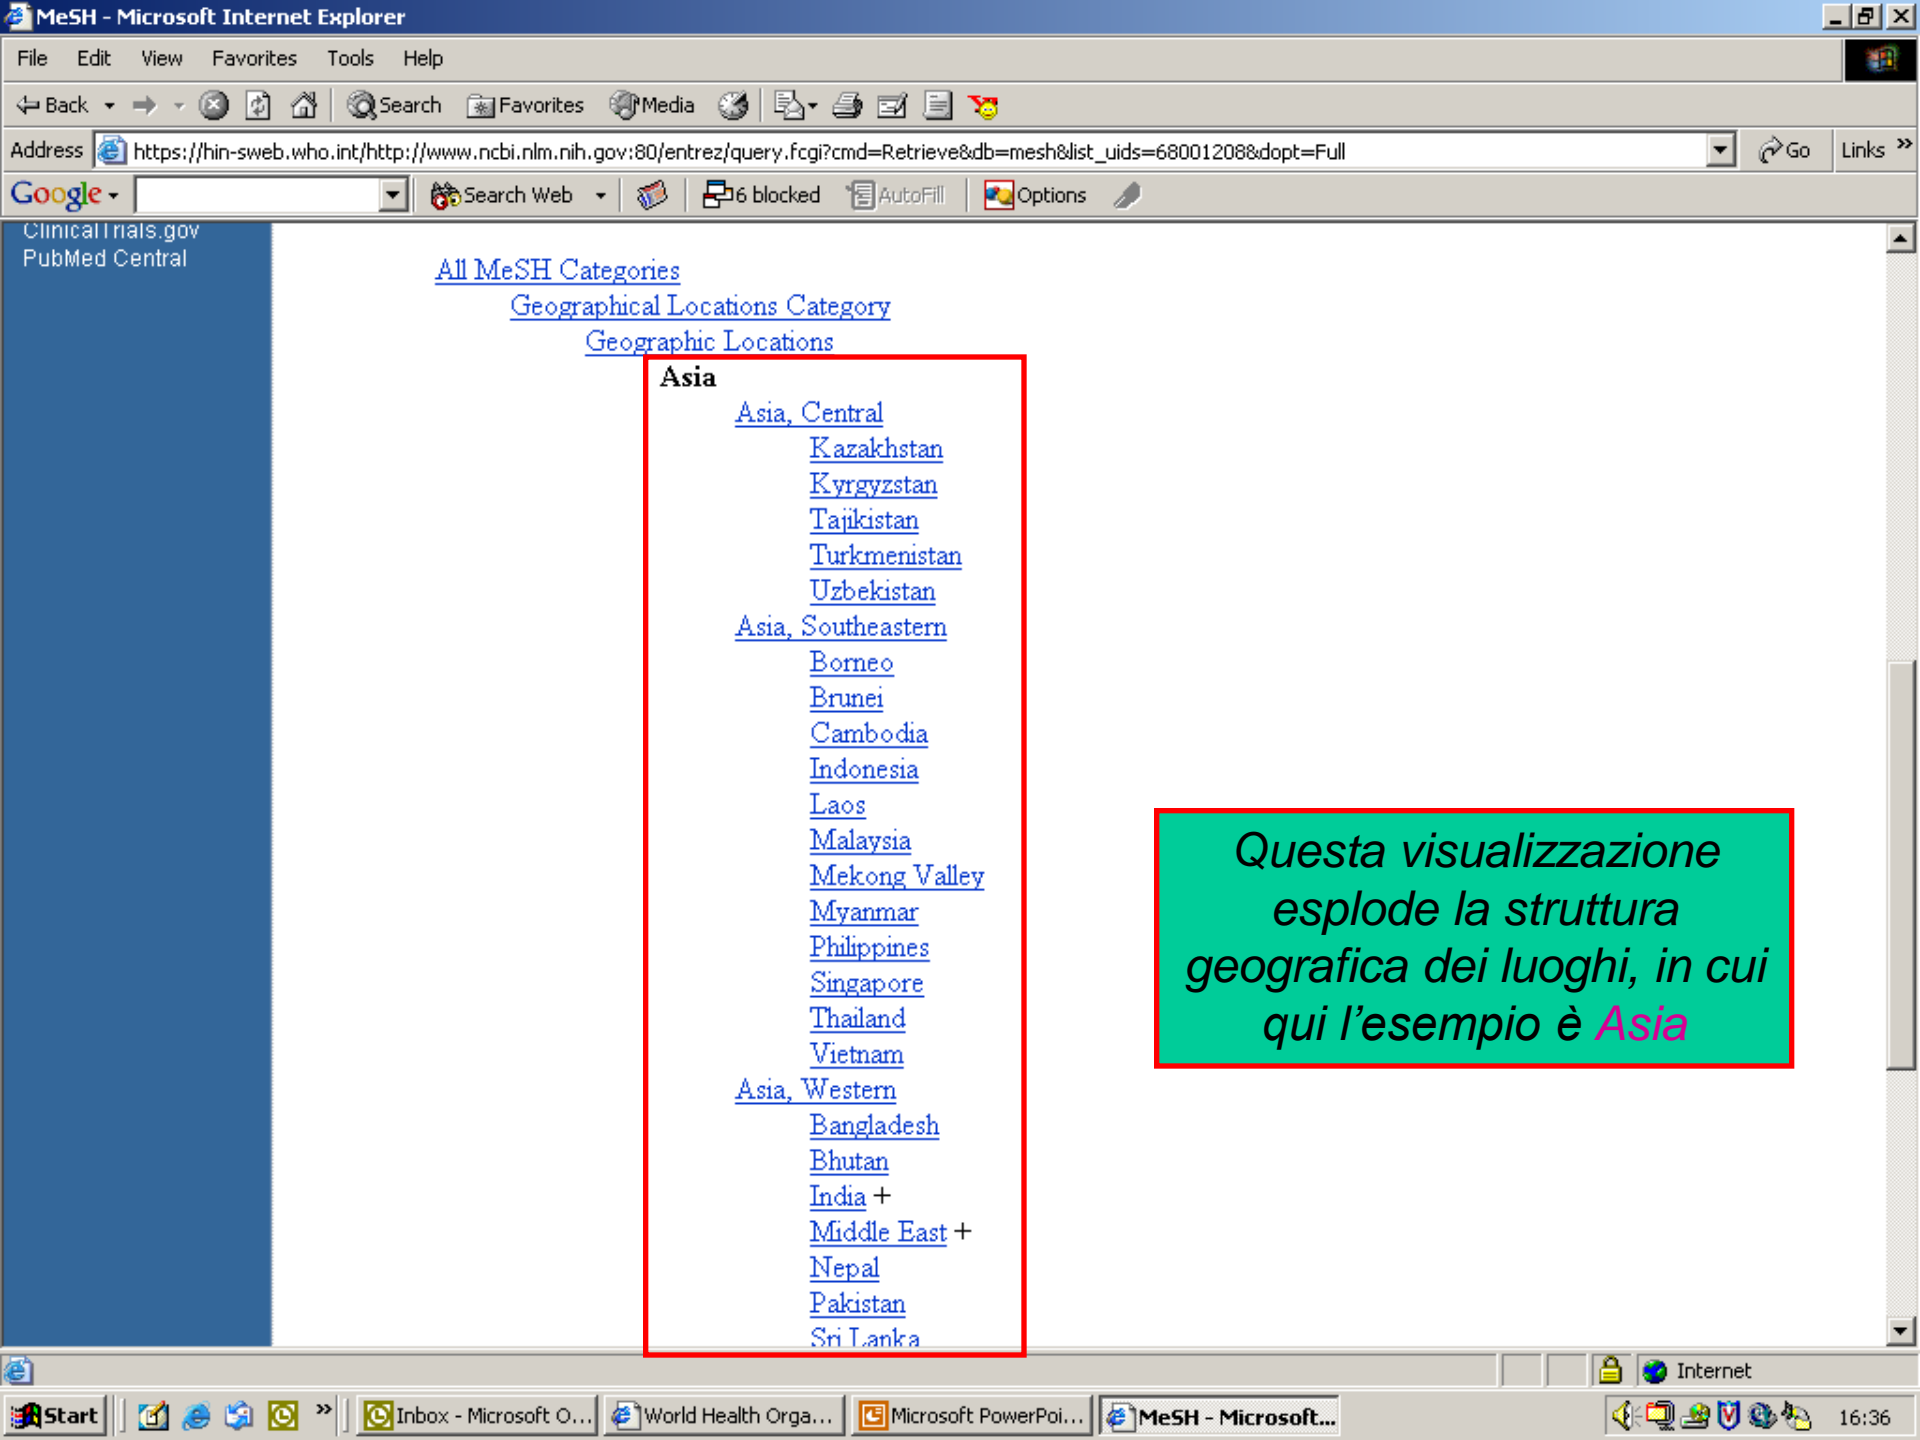 MeSH - Microsoft Internet Explorer
File Edit View Favorites Tools Help
Back Search Favorites Media
Address https://hin-sweb.who.int/http://www.ncbi.nlm.nih.gov:80/entrez/query.fcgi?cmd=Retrieve&db=mesh&list_uids=68001208&dopt=Full Go Links »
Google Search Web 6 blocked AutoFill Options
ClinicalTrials.gov
PubMed Central
All MeSH Categories
Geographical Locations Category
Geographic Locations
Asia
Asia, Central
Kazakhstan
Kyrgyzstan
Tajikistan
Turkmenistan
Uzbekistan
Asia, Southeastern
Borneo
Brunei
Cambodia
Indonesia
Laos
Malaysia
Mekong Valley
Myanmar
Philippines
Singapore
Thailand
Vietnam
Asia, Western
Bangladesh
Bhutan
India +
Middle East +
Nepal
Pakistan
Sri Lanka
Questa visualizzazione
esplode la struttura
geografica dei luoghi, in cui
qui l’esempio è Asia
Internet
Start » Inbox - Microsoft O... World Health Orga... Microsoft PowerPoi... MeSH - Microsoft... 16:36